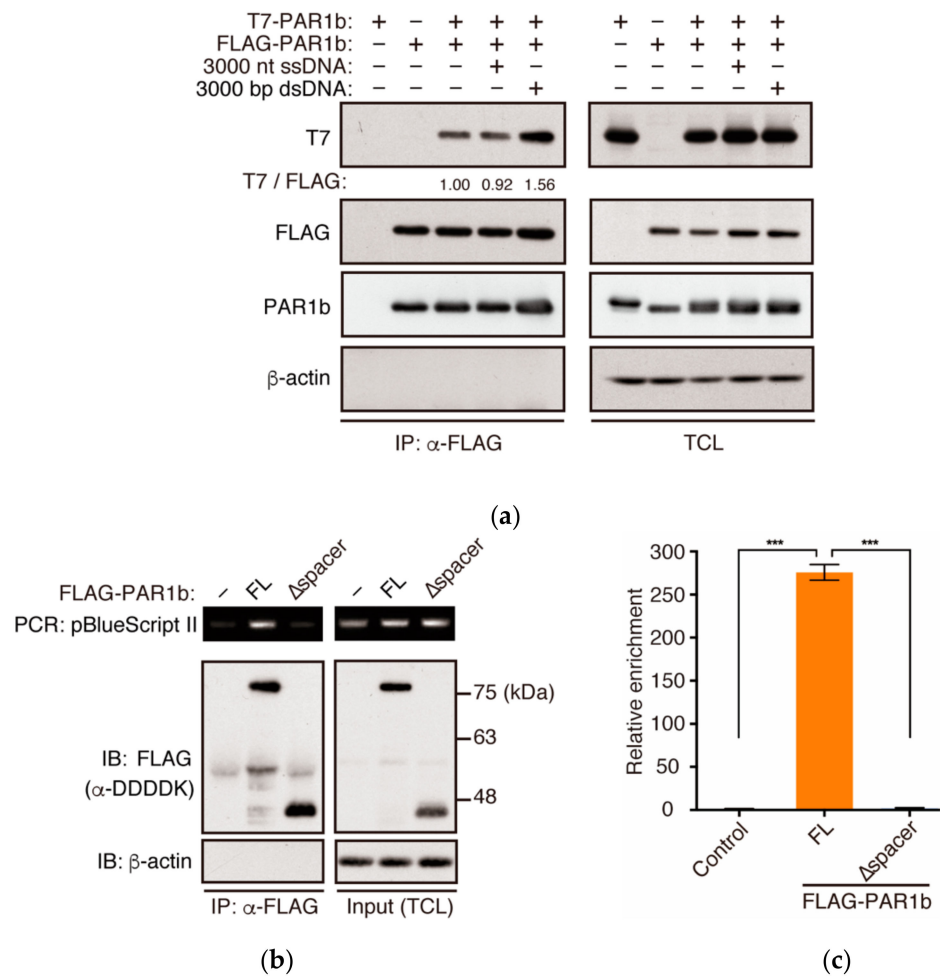 T7-PAR1b: + − + + + + − + + +
FLAG-PAR1b: − + + + + − + + + +
3000 nt ssDNA: − − − + − − − − + −
3000 bp dsDNA: − − − − + − − − − +
T7
T7 / FLAG: 1.00 0.92 1.56
FLAG
PAR1b
β-actin
IP: α-FLAG TCL
(a)
FLAG-PAR1b: − FL Δspacer − FL Δspacer
PCR: pBlueScript II
75 (kDa)
63
IB: FLAG
(α-DDDDK)
48
IB: β-actin
IP: α-FLAG Input (TCL)
(b)
300
250
200
150
100
50
0
Relative enrichment
*** ***
Control FL Δspacer
FLAG-PAR1b
(c)